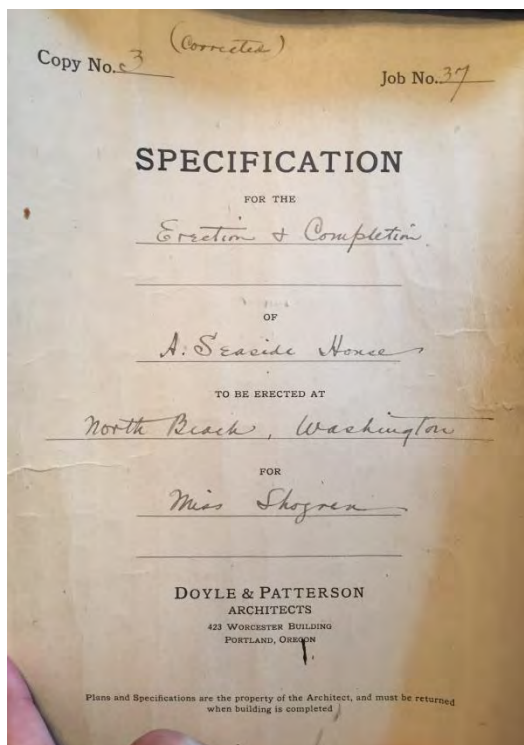 (Corrected)
Copy No. 3
Job No. 37
SPECIFICATION
FOR THE
Erection & Completion
OF
A. Seaside House
TO BE ERECTED AT
North Beach, Washington
FOR
Miss Shogren
DOYLE & PATTERSON
ARCHITECTS
423 WORCESTER BUILDING
PORTLAND, OREGON
Plans and Specifications are the property of the Architect, and must be returned
when building is completed